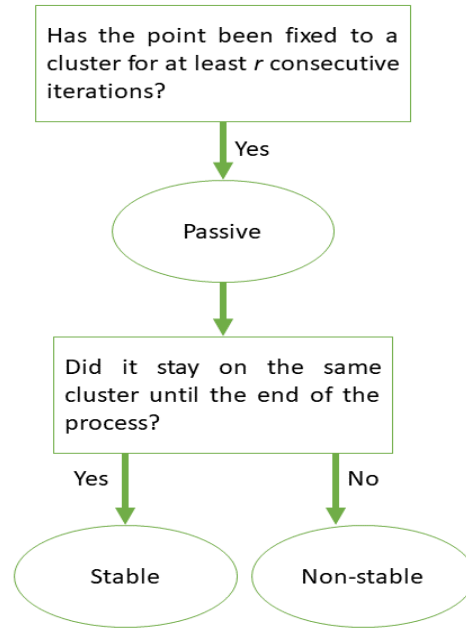 Has the point been fixed to a
cluster for at least r consecutive
iterations?
Yes
Passive
Did it stay on the same
cluster until the end of the
process?
Yes
No
Stable
Non-stable